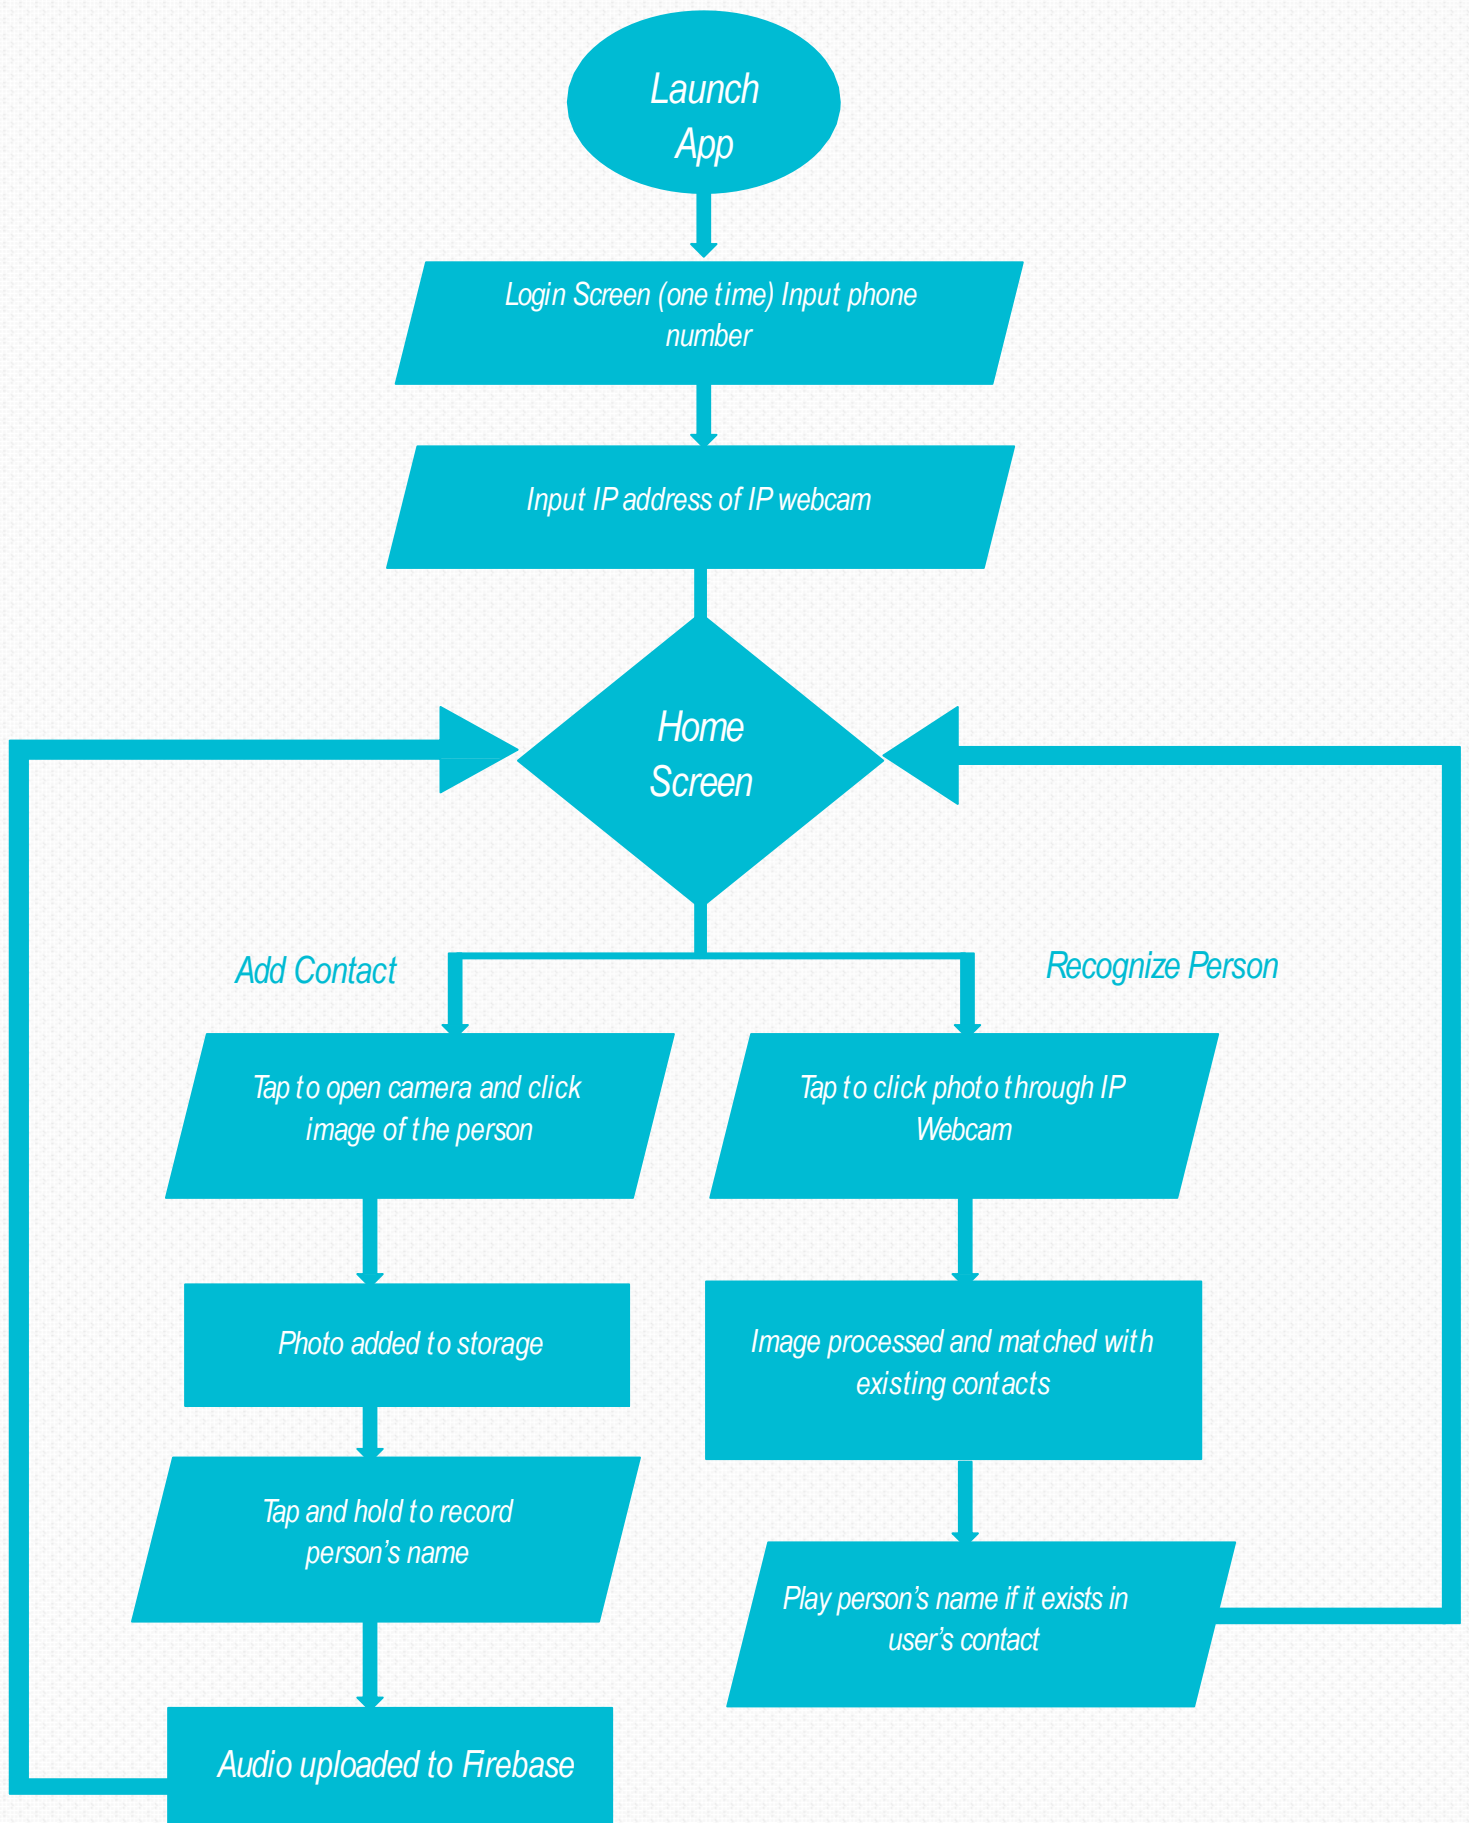 Launch
App
Login Screen (one time) Input phone
number
Input IP address of IP webcam
Home
Screen
Add Contact
Recognize Person
Tap to open camera and click
image of the person
Tap to click photo through IP
Webcam
Photo added to storage
Image processed and matched with
existing contacts
Tap and hold to record
person’s name
Play person’s name if it exists in
user’s contact
Audio uploaded to Firebase